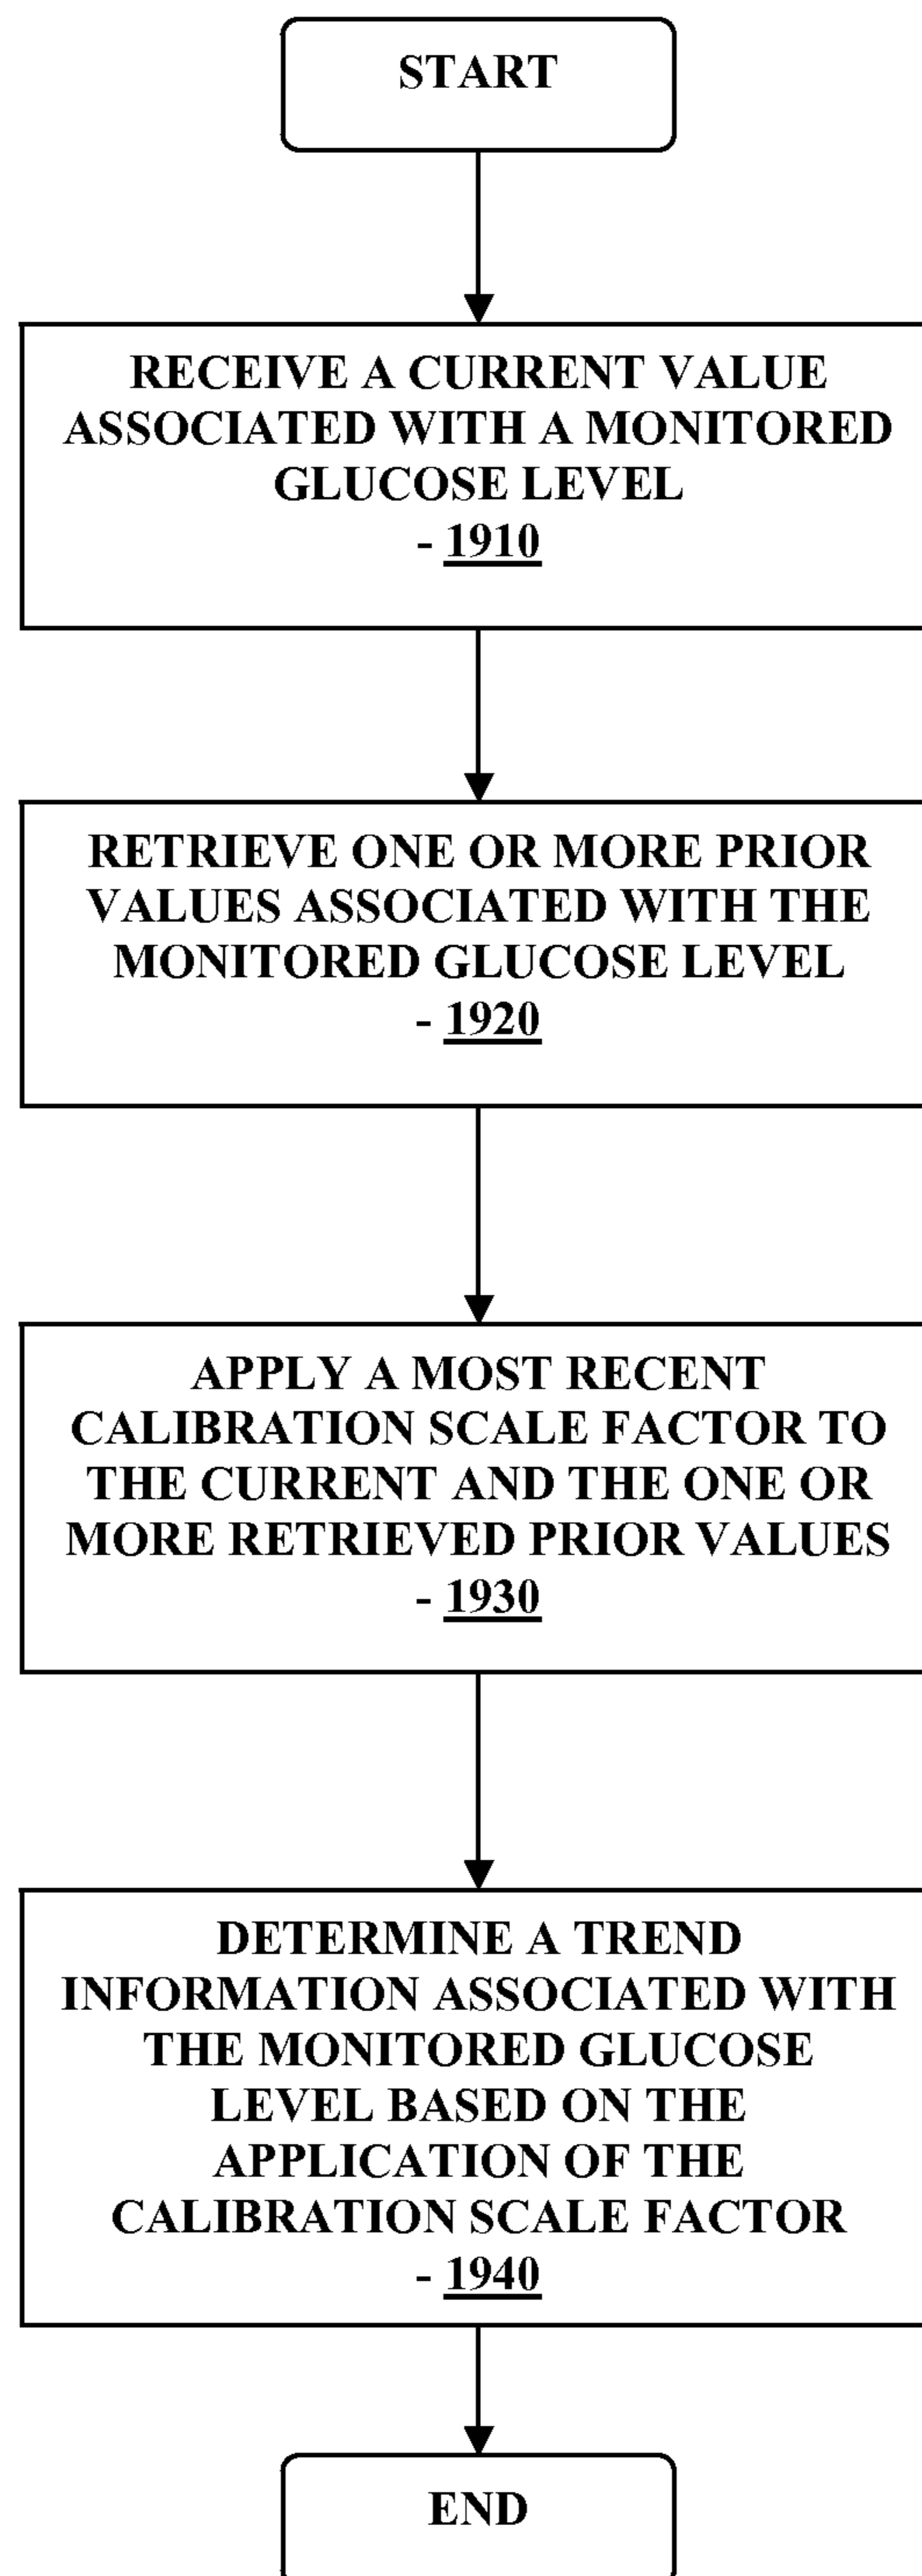 START
RECEIVE A CURRENT VALUE
ASSOCIATED WITH A MONITORED
GLUCOSE LEVEL
- 1910
RETRIEVE ONE OR MORE PRIOR
VALUES ASSOCIATED WITH THE
MONITORED GLUCOSE LEVEL
- 1920
APPLY A MOST RECENT
CALIBRATION SCALE FACTOR TO
THE CURRENT AND THE ONE OR
MORE RETRIEVED PRIOR VALUES
- 1930
DETERMINE A TREND
INFORMATION ASSOCIATED WITH
THE MONITORED GLUCOSE
LEVEL BASED ON THE
APPLICATION OF THE
CALIBRATION SCALE FACTOR
- 1940
END